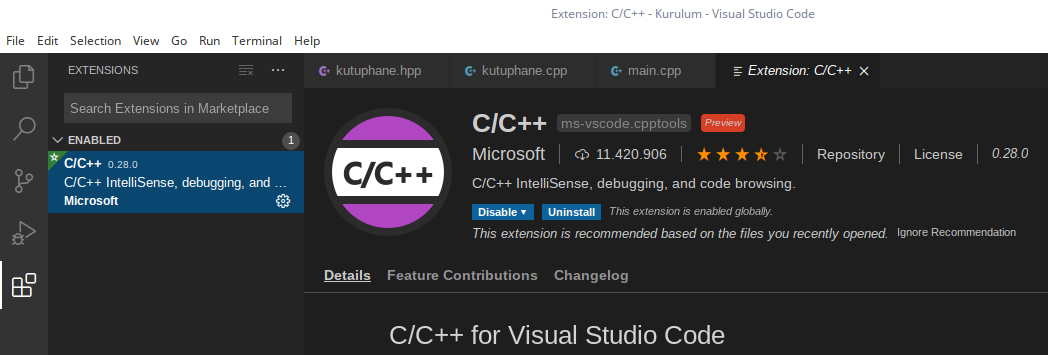 Extension: C/C++ - Kurulum - Visual Studio Code
File Edit Selection View Go Run Terminal Help
EXTENSIONS
kutuphane.hpp
kutuphane.cpp
main.cpp
Extension: C/C++
Search Extensions in Marketplace
ENABLED 1
C/C++ 0.28.0
C/C++ IntelliSense, debugging, and ...
Microsoft
C/C++
C/C++ ms-vscode.cpptools Preview
Microsoft 11.420.906 Repository License 0.28.0
C/C++ IntelliSense, debugging, and code browsing.
Disable Uninstall This extension is enabled globally.
This extension is recommended based on the files you recently opened. Ignore Recommendation
Details Feature Contributions Changelog
C/C++ for Visual Studio Code